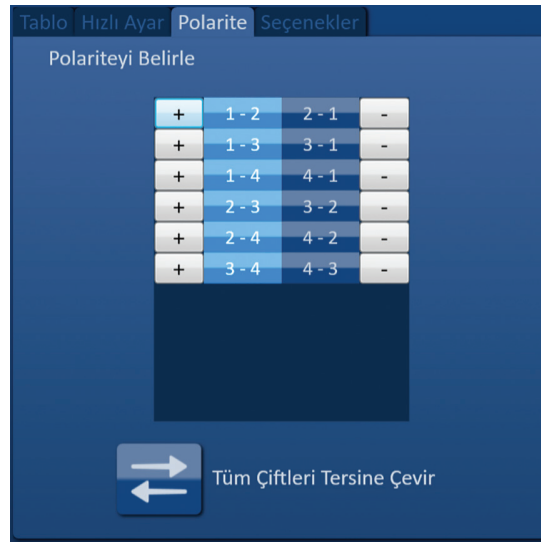 Tablo Hızlı Ayar Polarite Seçenekler
Polariteyi Belirle
+ 1 - 2 2 - 1 -
+ 1 - 3 3 - 1 -
+ 1 - 4 4 - 1 -
+ 2 - 3 3 - 2 -
+ 2 - 4 4 - 2 -
+ 3 - 4 4 - 3 -
Tüm Çiftleri Tersine Çevir